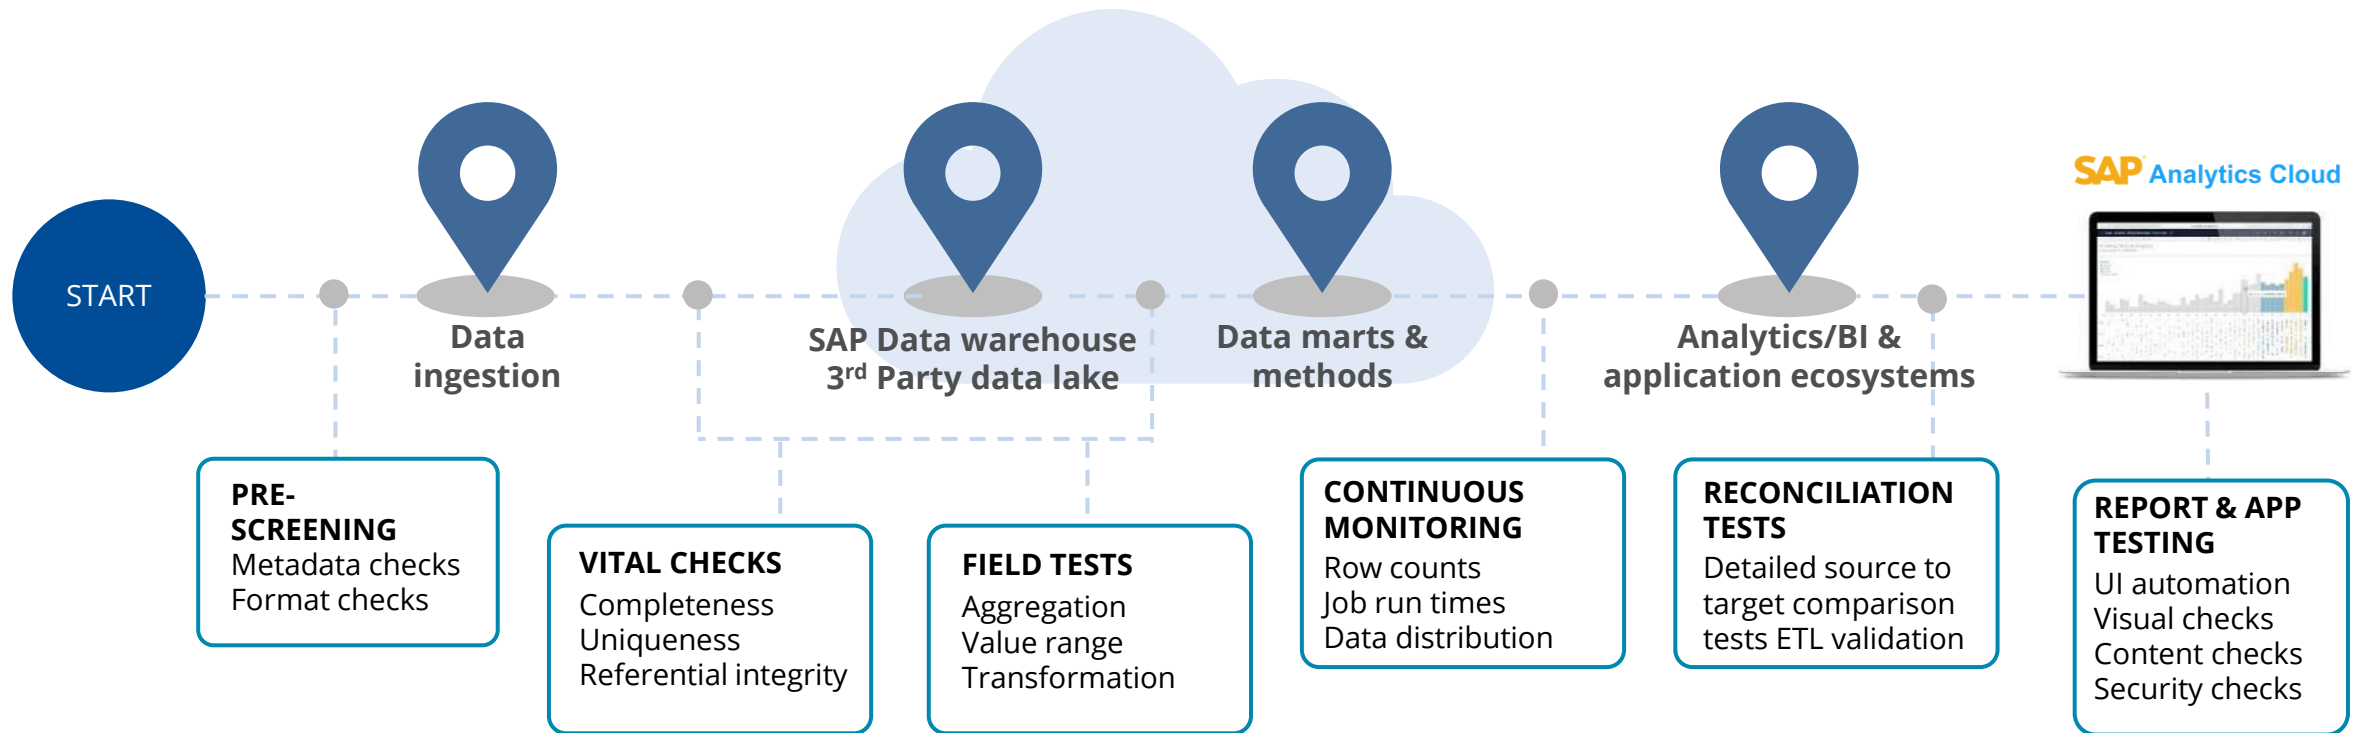 START
Data
ingestion
SAP Data warehouse
3rd Party data lake
Data marts &
methods
Analytics/BI &
application ecosystems
SAP Analytics Cloud
PRE-
SCREENING
Metadata checks
Format checks
VITAL CHECKS
Completeness
Uniqueness
Referential integrity
FIELD TESTS
Aggregation
Value range
Transformation
CONTINUOUS
MONITORING
Row counts
Job run times
Data distribution
RECONCILIATION
TESTS
Detailed source to
target comparison
tests ETL validation
REPORT & APP
TESTING
UI automation
Visual checks
Content checks
Security checks